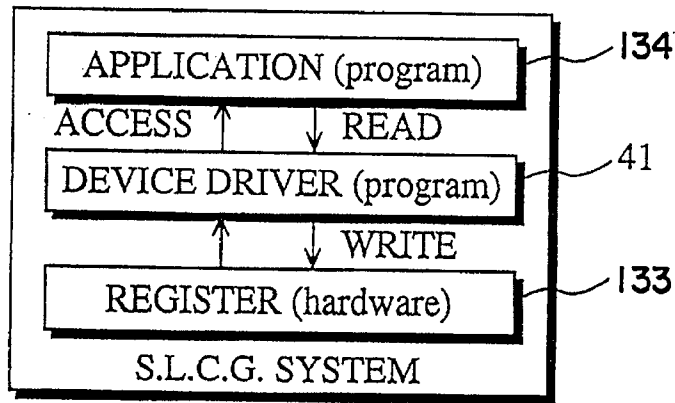 APPLICATION (program) 134
ACCESS READ
DEVICE DRIVER (program) 41
WRITE
REGISTER (hardware) 133
S.L.C.G. SYSTEM